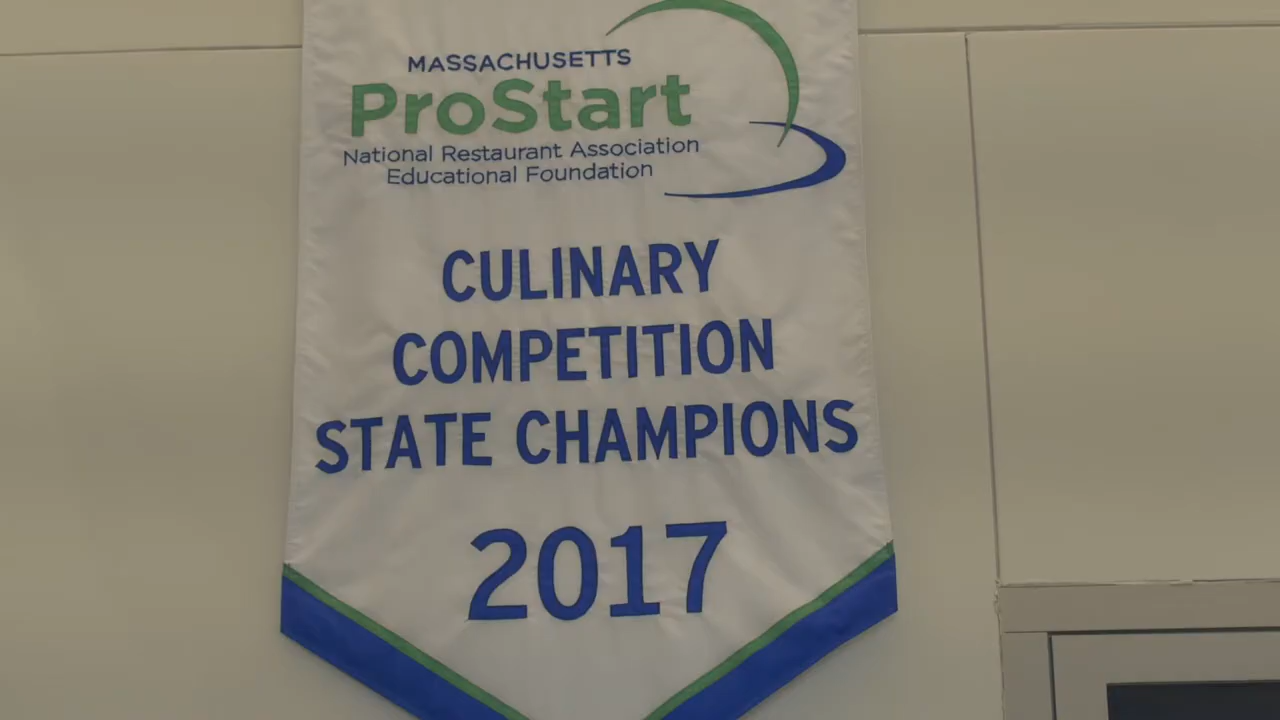 MASSACHUSETTS
ProStart
National Restaurant Association
Educational Foundation
CULINARY
COMPETITION
STATE CHAMPIONS
2017